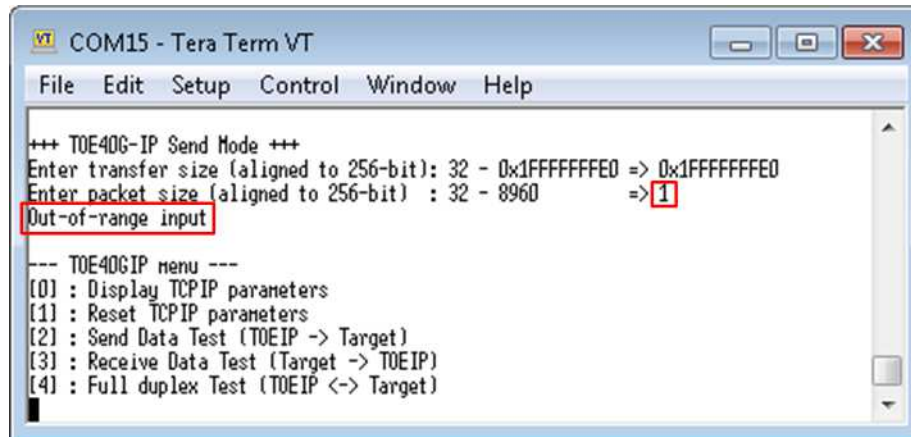 COM15 - Tera Term VT
File Edit Setup Control Window Help
+++ TOE40G-IP Send Mode +++
Enter transfer size (aligned to 256-bit): 32 - 0x1FFFFFFFE0 => 0x1FFFFFFFE0
Enter packet size (aligned to 256-bit) : 32 - 8960 => 1
Out-of-range input
--- TOE40GIP menu ---
[0] : Display TCPIP parameters
[1] : Reset TCPIP parameters
[2] : Send Data Test (TOEIP -> Target)
[3] : Receive Data Test (Target -> TOEIP)
[4] : Full duplex Test (TOEIP <-> Target)